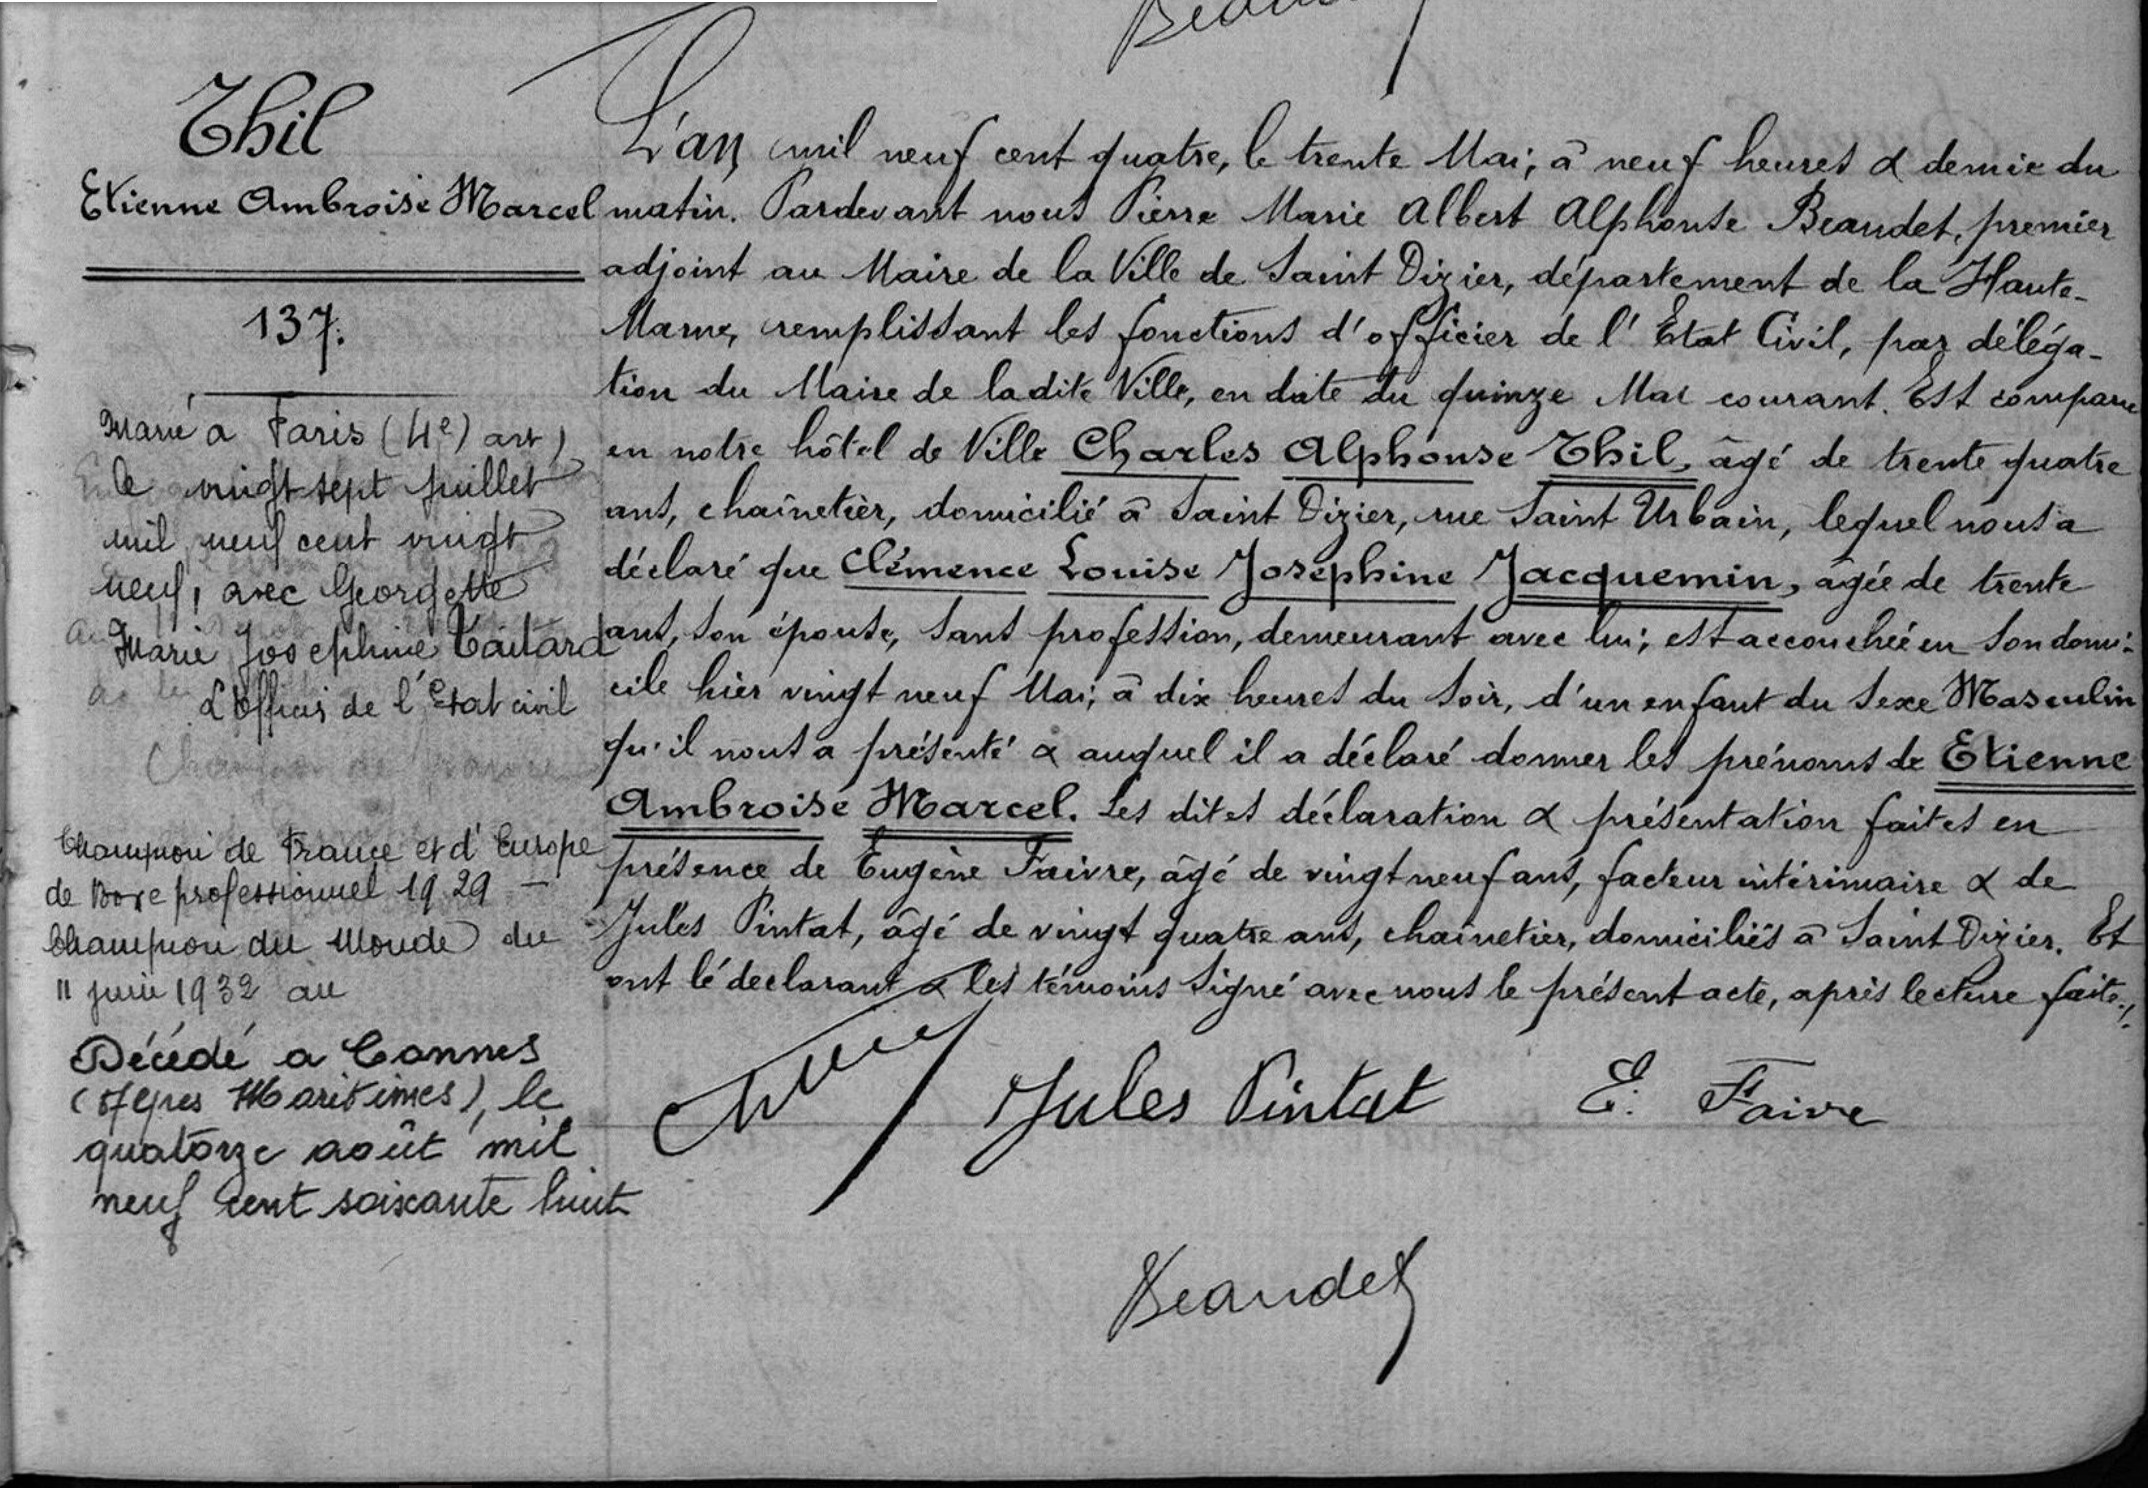 Thil
Etienne Ambroise Marcel
137.
Marié à Paris (4e) arr)
le vingt sept juillet
mil neuf cent vingt
neuf, avec Georgette
Marie Josephine
L'Officier de l'Etat civil
Champion de France et d'Europe
de Boxe professionnel 1929 —
Champion du Monde du
11 juin 1932 au
Décédé a Cannes
(Alpes Maritimes), le
quatorze août mil
neuf cent soixante huit
L'an mil neuf cent quatre, le trente Mai, à neuf heures & demie du
matin. Pardevant nous Pierre Marie Albert Alphonse Beaudet, premier
adjoint au Maire de la Ville de Saint Dizier, département de la Haute-
Marne, remplissant les fonctions d'officier de l'Etat Civil, par déléga-
tion du Maire de ladite Ville, en date du quinze Mai courant. Est comparu
en notre hôtel de Ville Charles Alphonse Thil, âgé de trente quatre
ans, chaînetier, domicilié à Saint Dizier, rue Saint Urbain, lequel nous a
déclaré que Clémence Louise Joséphine Jacquemin, âgée de trente
ans, son épouse, sans profession, demeurant avec lui; est accouchée en son domi-
cile hier vingt neuf Mai, à dix heures du soir, d'un enfant du sexe Masculin
qu'il nous a présenté & auquel il a déclaré donner les prénoms de Etienne
Ambroise Marcel. Les dites déclaration & présentation faites en
présence de Eugène Faivre, âgé de vingt neuf ans, facteur intérimaire & de
Jules Pintat, âgé de vingt quatre ans, chaînetier, domiciliés à Saint Dizier. Et
ont le declarant & les témoins signé avec nous le présent acte, après lecture faite./.
Jules Pintat E. Faivre
Beaudet